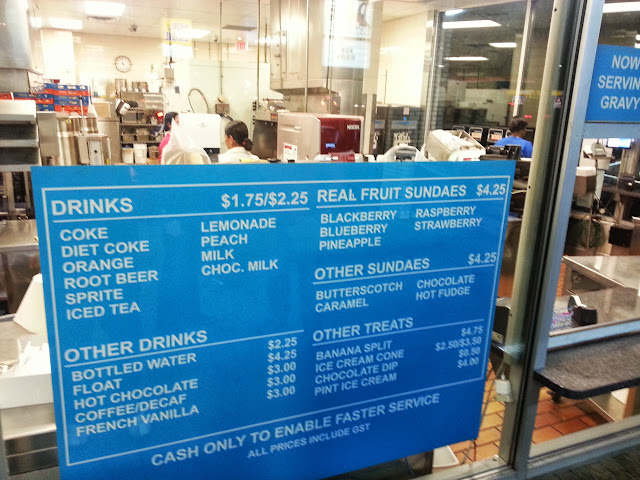 DRINKS $1.75/$2.25
COKE
DIET COKE
ORANGE
ROOT BEER
SPRITE
ICED TEA
LEMONADE
PEACH
MILK
CHOC. MILK
OTHER DRINKS
BOTTLED WATER $2.25
FLOAT $4.25
HOT CHOCOLATE $3.00
COFFEE/DECAF $3.00
FRENCH VANILLA $3.00
REAL FRUIT SUNDAES $4.25
BLACKBERRY
BLUEBERRY
PINEAPPLE
RASPBERRY
STRAWBERRY
OTHER SUNDAES $4.25
BUTTERSCOTCH
CARAMEL
CHOCOLATE
HOT FUDGE
OTHER TREATS
BANANA SPLIT $4.75
ICE CREAM CONE $2.50/$3.50
CHOCOLATE DIP $0.50
PINT ICE CREAM $4.00
CASH ONLY TO ENABLE FASTER SERVICE
ALL PRICES INCLUDE GST
NOW
SERVIN
GRAVY